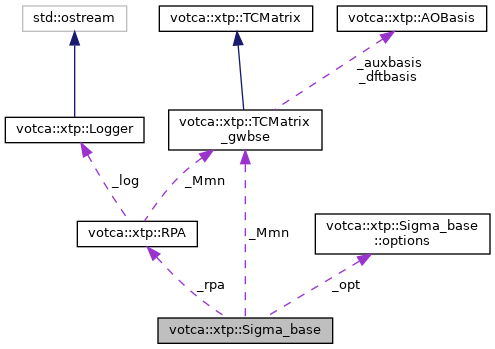 std::ostream
votca::xtp::TCMatrix
votca::xtp::AOBasis
_auxbasis
_dftbasis
votca::xtp::Logger
votca::xtp::TCMatrix
_gwbse
_log
_Mmn
votca::xtp::RPA
_Mmn
votca::xtp::Sigma_base
::options
_rpa
_opt
votca::xtp::Sigma_base